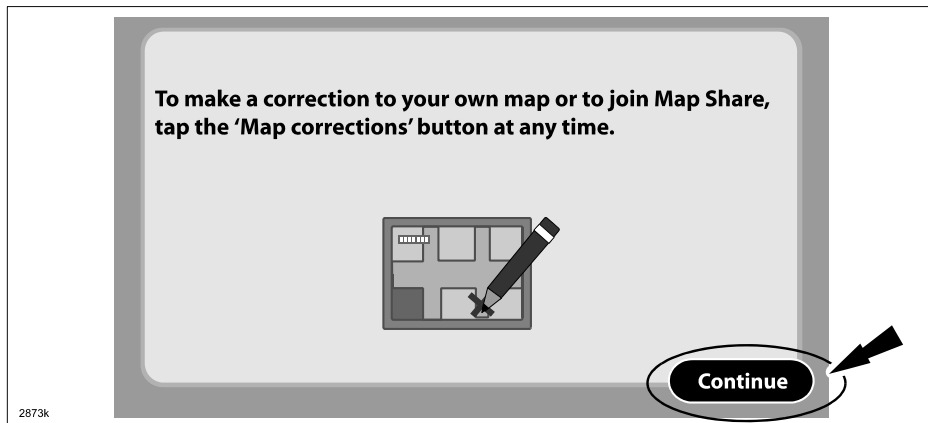 To make a correction to your own map or to join Map Share,
tap the ‘Map corrections’ button at any time.
Continue
2873k